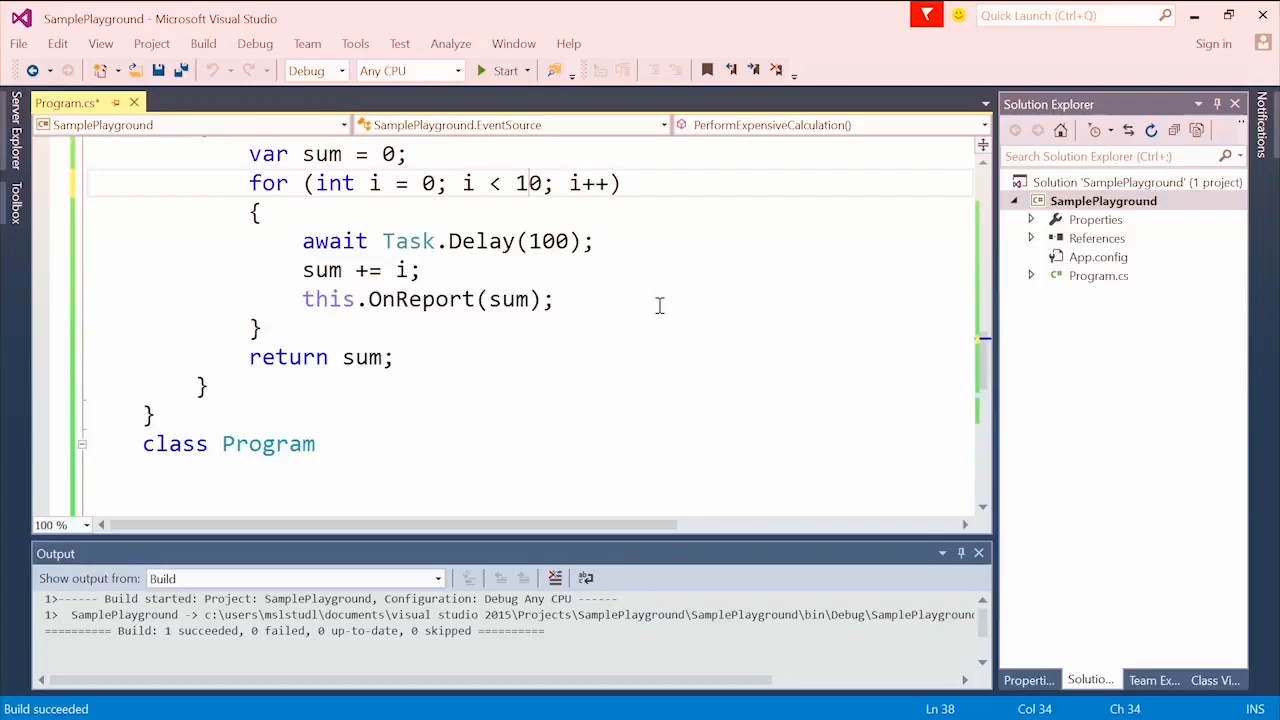 SamplePlayground - Microsoft Visual Studio
Quick Launch (Ctrl+Q)
File Edit View Project Build Debug Team Tools Test Analyze Window Help
Sign in
Debug Any CPU Start
Server Explorer
Toolbox
Program.cs*
SamplePlayground SamplePlayground.EventSource PerformExpensiveCalculation()
var sum = 0;
for (int i = 0; i < 10; i++)
{
await Task.Delay(100);
sum += i;
this.OnReport(sum);
}
return sum;
}
}
class Program
100 %
Output
Show output from: Build
1>------ Build started: Project: SamplePlayground, Configuration: Debug Any CPU ------
1> SamplePlayground -> c:\users\mslstudl\documents\visual studio 2015\Projects\SamplePlayground\SamplePlayground\bin\Debug\SamplePlayground
========== Build: 1 succeeded, 0 failed, 0 up-to-date, 0 skipped ==========
Solution Explorer
Search Solution Explorer (Ctrl+;)
Solution 'SamplePlayground' (1 project)
SamplePlayground
Properties
References
App.config
Program.cs
Properti... Solutio... Team Ex... Class Vi...
Notifications
Build succeeded Ln 38 Col 34 Ch 34 INS